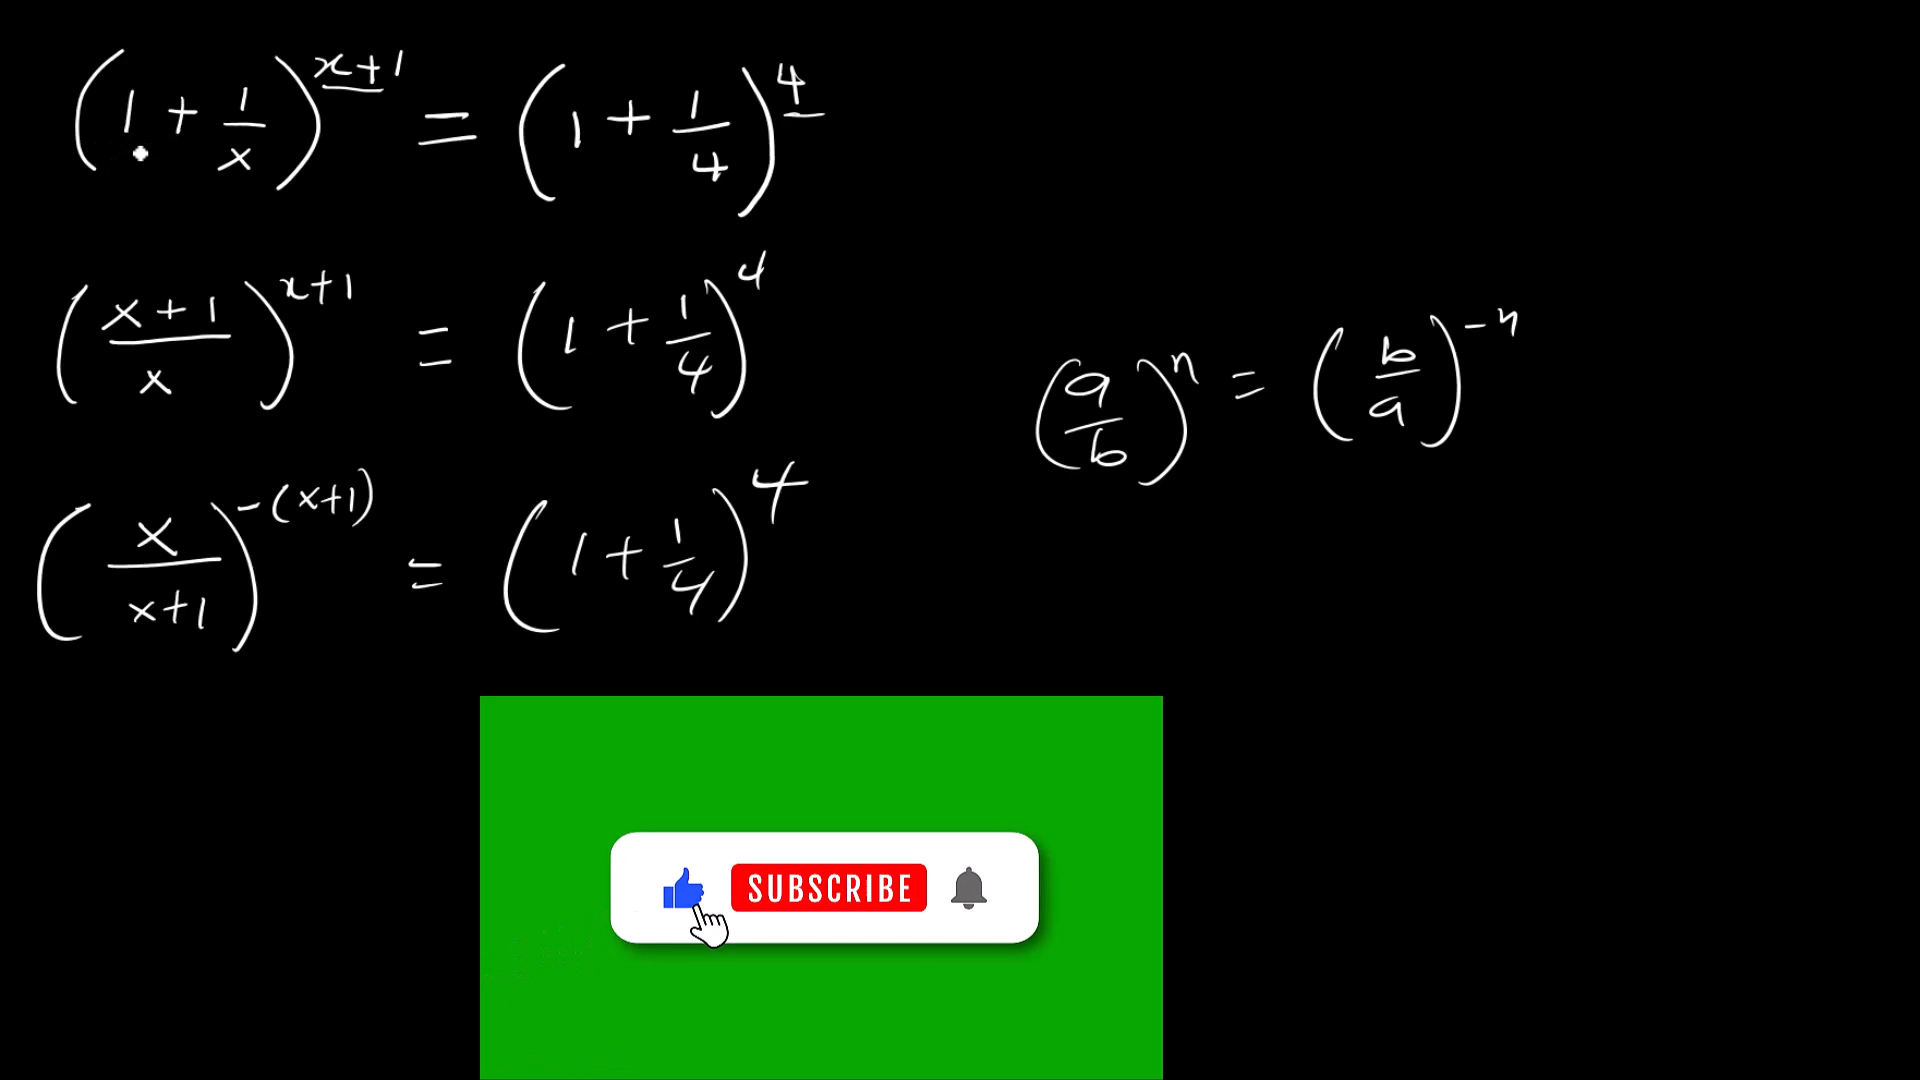 (1 + 1/x)^(x+1) = (1 + 1/4)^4
((x+1)/x)^(x+1) = (1 + 1/4)^4
(a/b)^n = (b/a)^(-n)
(x/(x+1))^(-(x+1)) = (1 + 1/4)^4
SUBSCRIBE